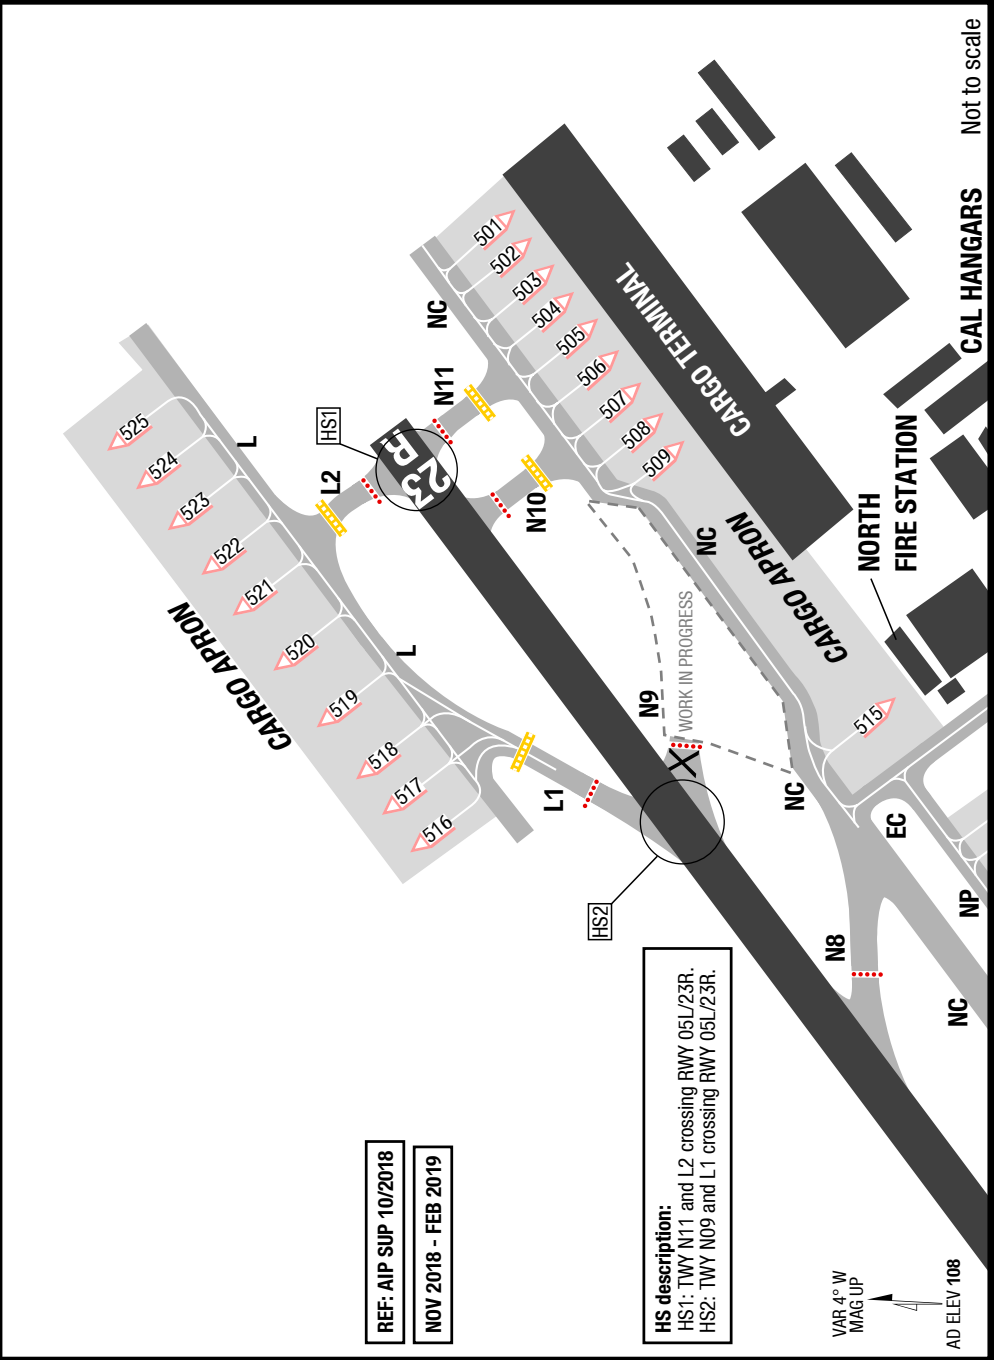 Not to scale
501
502
503
504
505
506
507
508
509
NC
CARGO TERMINAL
CAL HANGARS
N11
525
524
523
522
521
520
519
518
517
516
L
HS1
L2
23 R
N10
NC
CARGO APRON
NORTH
FIRE STATION
CARGO APRON
L
WORK IN PROGRESS
N9
X
515
L1
NC
EC
HS2
NP
N8
NC
REF: AIP SUP 10/2018
NOV 2018 - FEB 2019
HS description:
HS1: TWY N11 and L2 crossing RWY 05L/23R.
HS2: TWY N09 and L1 crossing RWY 05L/23R.
VAR 4° W
MAG UP
AD ELEV 108